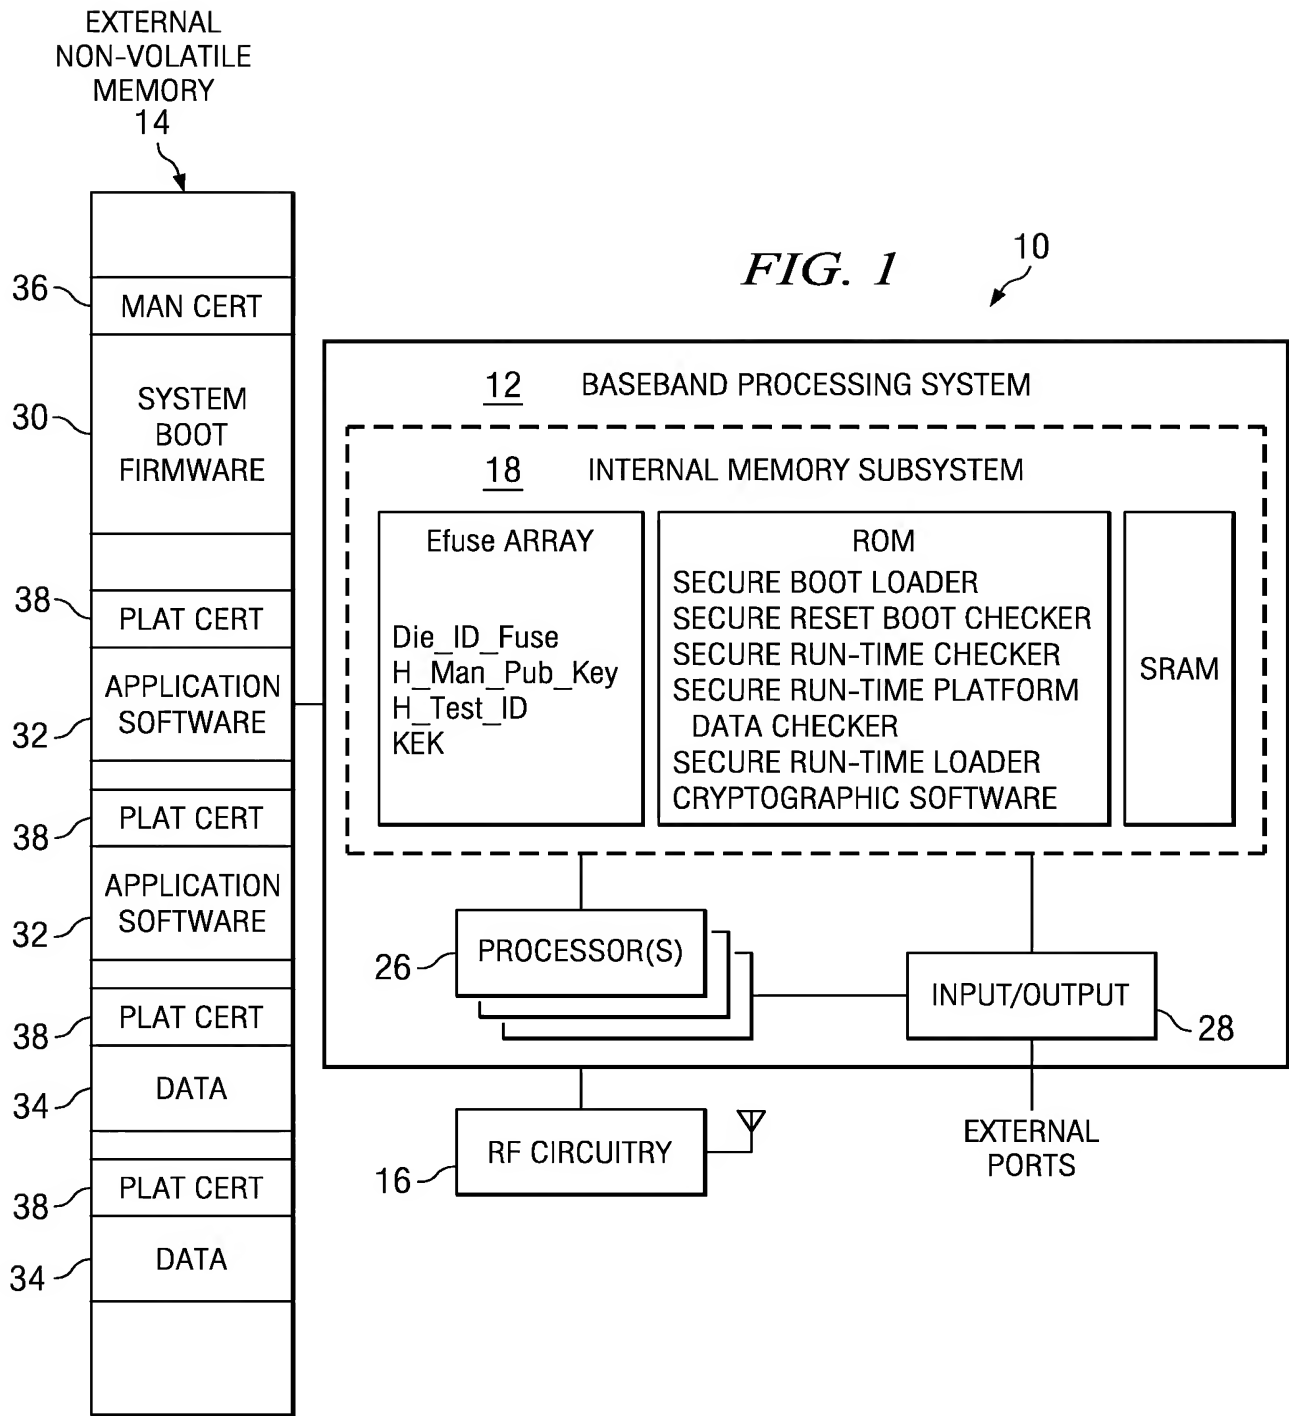 EXTERNAL
NON-VOLATILE
MEMORY
14
36
MAN CERT
30
SYSTEM
BOOT
FIRMWARE
38
PLAT CERT
32
APPLICATION
SOFTWARE
38
PLAT CERT
32
APPLICATION
SOFTWARE
38
PLAT CERT
34
DATA
38
PLAT CERT
34
DATA
FIG. 1
10
12 BASEBAND PROCESSING SYSTEM
18 INTERNAL MEMORY SUBSYSTEM
Efuse ARRAY
Die_ID_Fuse
H_Man_Pub_Key
H_Test_ID
KEK
ROM
SECURE BOOT LOADER
SECURE RESET BOOT CHECKER
SECURE RUN-TIME CHECKER
SECURE RUN-TIME PLATFORM
DATA CHECKER
SECURE RUN-TIME LOADER
CRYPTOGRAPHIC SOFTWARE
SRAM
26
PROCESSOR(S)
INPUT/OUTPUT
28
16
RF CIRCUITRY
EXTERNAL
PORTS